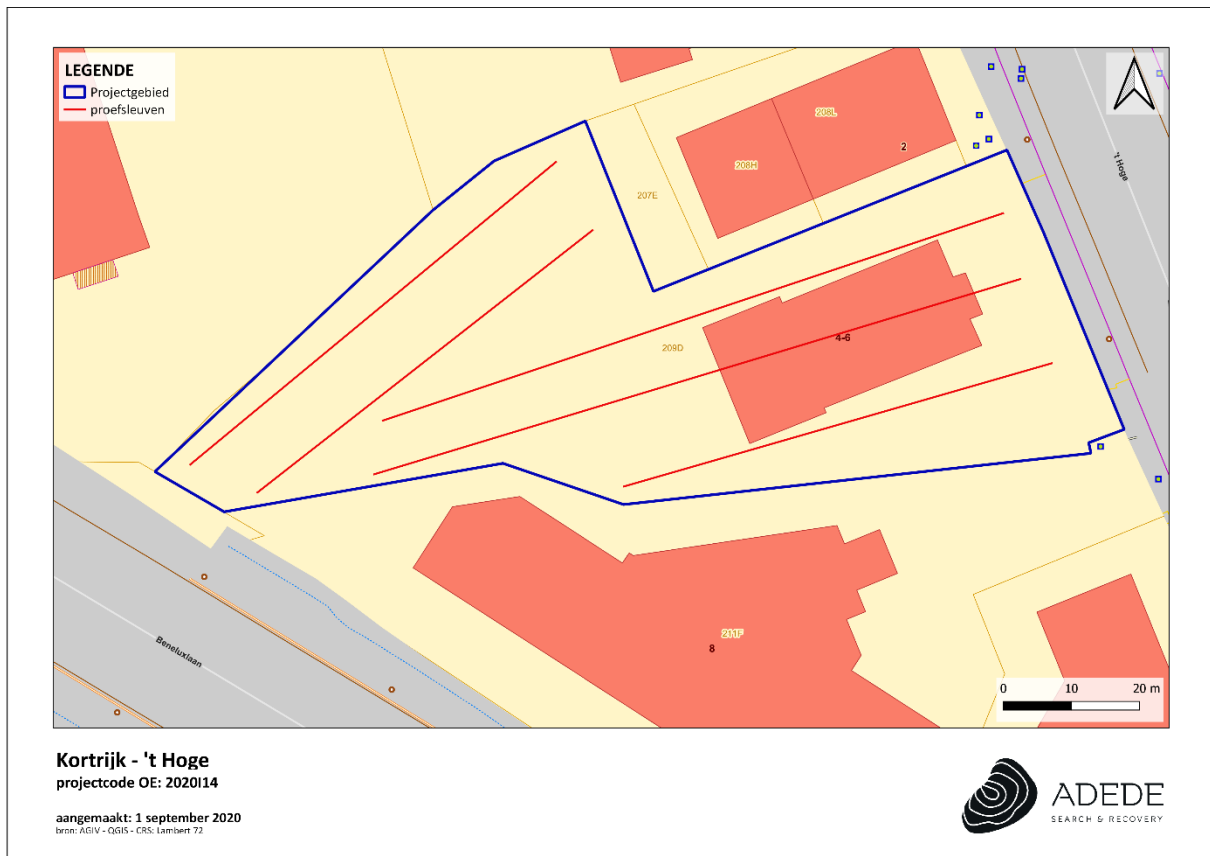 LEGENDE
Projectgebied
proefsleuven
208L
2
208H
207E
't Hoge
4-6
209D
211F
8
Beneluxlaan
0 10 20 m
Kortrijk - 't Hoge
projectcode OE: 2020I14
aangemaakt: 1 september 2020
bron: AGIV - QGIS - CRS: Lambert 72
ADEDE
SEARCH & RECOVERY